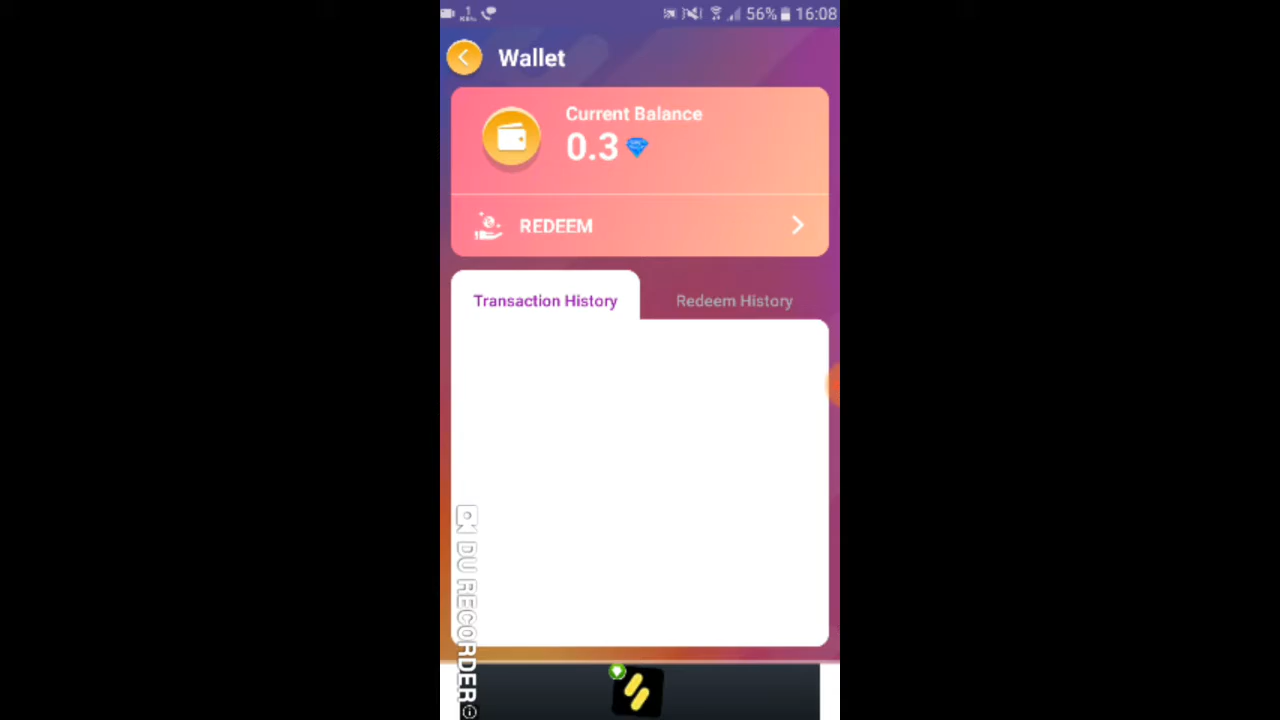 56% 16:08
Wallet
Current Balance
0.3
REDEEM
Transaction History
Redeem History
DU RECORDER